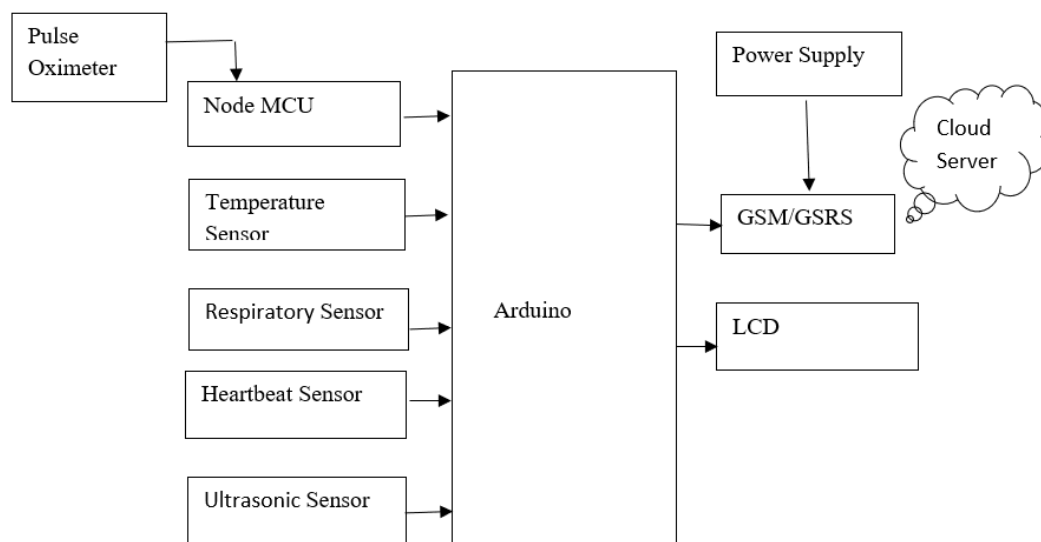 Pulse
Oximeter
Node MCU
Temperature
Sensor
Respiratory Sensor
Heartbeat Sensor
Ultrasonic Sensor
Arduino
Power Supply
Cloud
Server
GSM/GSRS
LCD